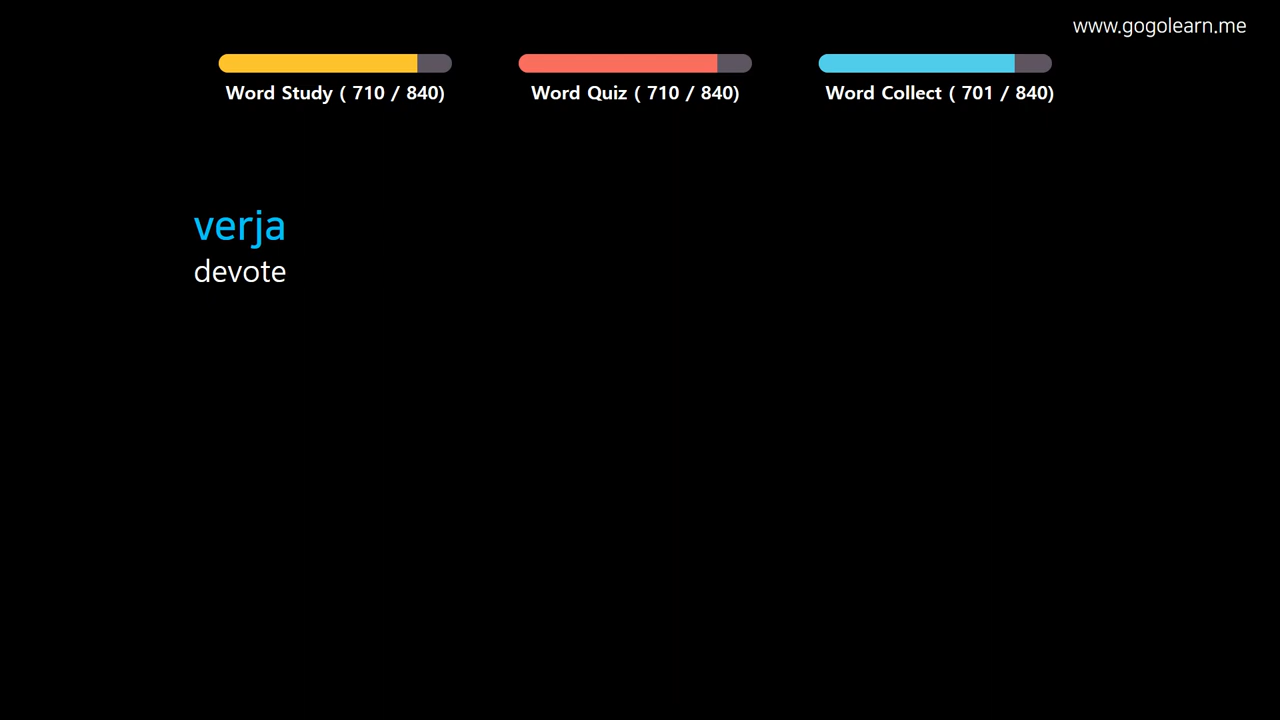 www.gogolearn.me
Word Study ( 710 / 840)
Word Quiz ( 710 / 840)
Word Collect ( 701 / 840)
verja
devote